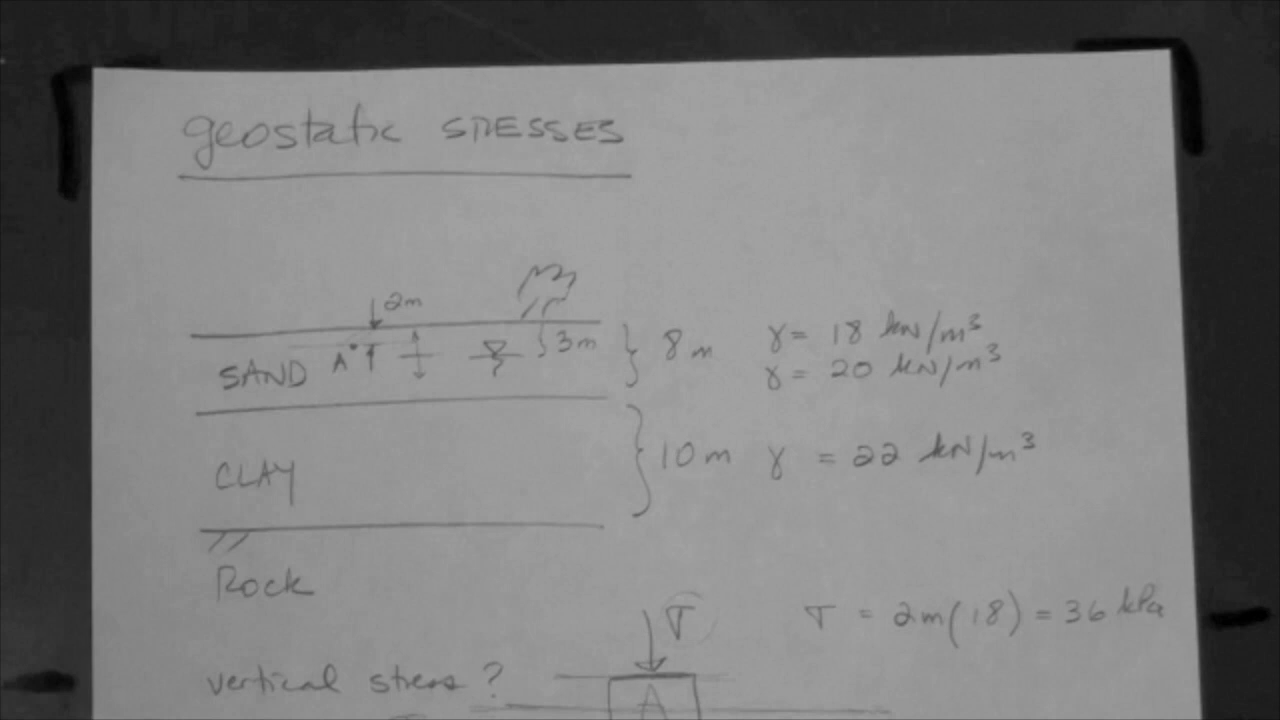 geostatic STRESSES
2m
SAND A 3m 8m γ = 18 kN/m³
γ = 20 kN/m³
CLAY 10m γ = 22 kN/m³
Rock
σ σ = 2m(18) = 36 kPa
vertical stress ?
A